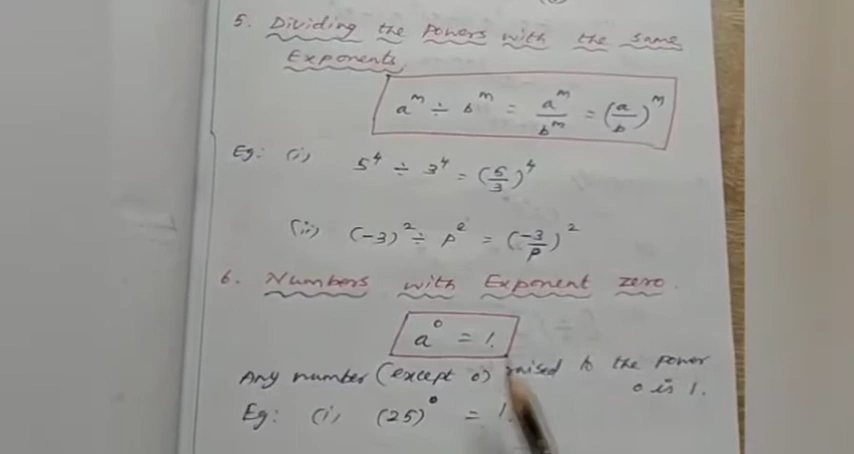 5. Dividing the powers with the same
Exponents
a^m ÷ b^m = a^m/b^m = (a/b)^m
Eg: (i) 5^4 ÷ 3^4 = (5/3)^4
(ii) (-3)^2 ÷ p^2 = (-3/p)^2
6. Numbers with Exponent zero.
a^0 = 1.
Any number (except 0) raised to the power
0 is 1.
Eg: (i) (25)^0 = 1.